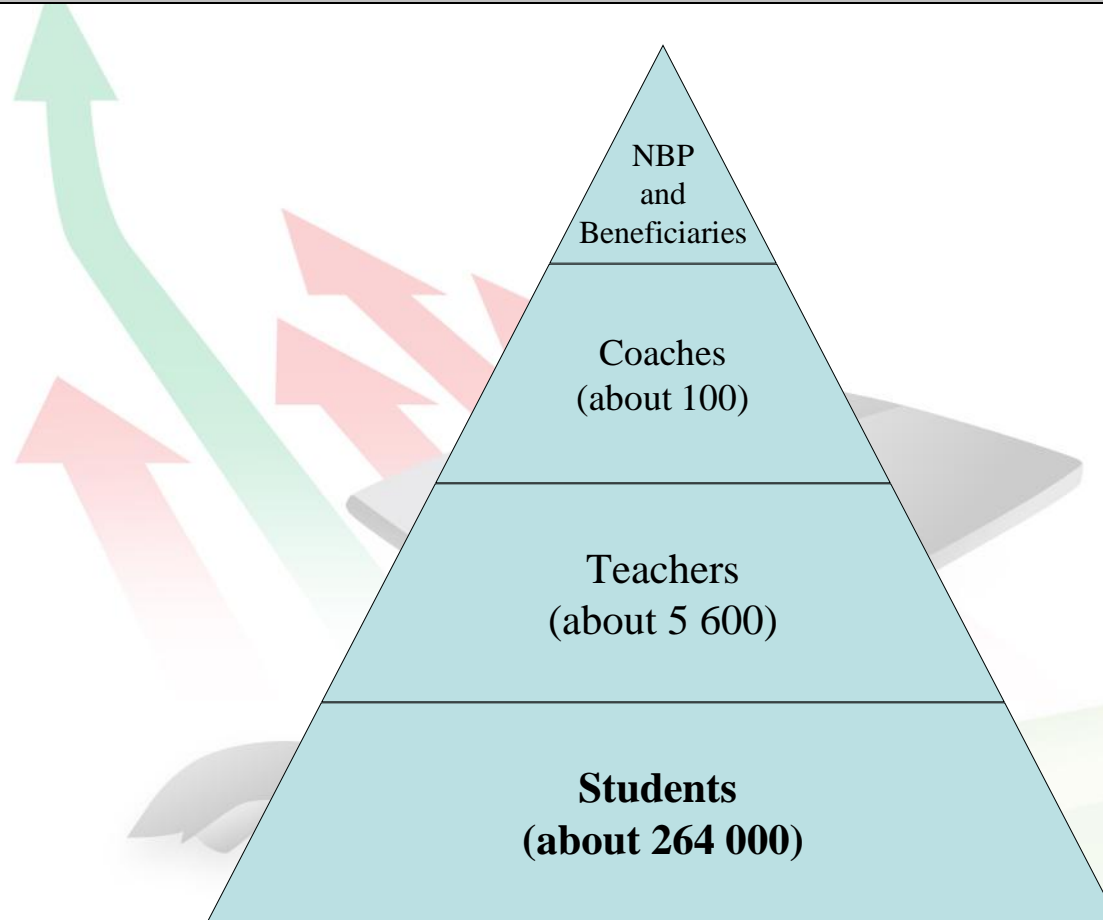 NBP
and
Beneficiaries
Coaches
(about 100)
Teachers
(about 5 600)
Students
(about 264 000)